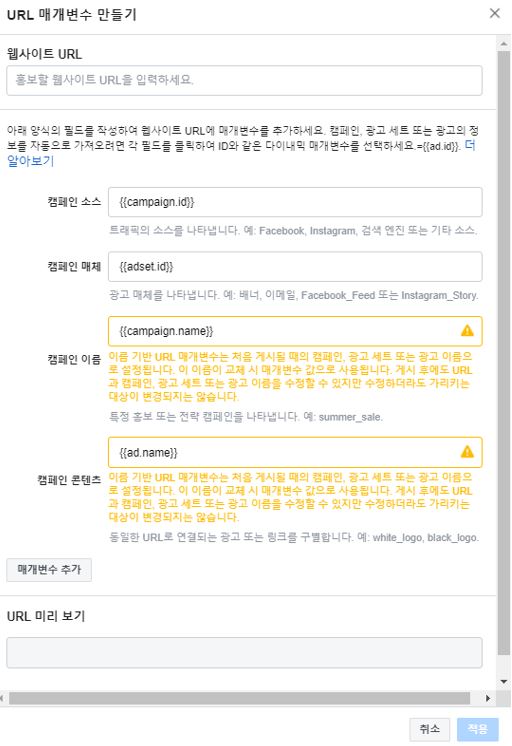 URL 매개변수 만들기
웹사이트 URL
홍보할 웹사이트 URL을 입력하세요.
아래 양식의 필드를 작성하여 웹사이트 URL에 매개변수를 추가하세요. 캠페인, 광고 세트 또는 광고의 정
보를 자동으로 가져오려면 각 필드를 클릭하여 ID와 같은 다이내믹 매개변수를 선택하세요.={{ad.id}}. 더
알아보기
캠페인 소스
{{campaign.id}}
트래픽의 소스를 나타냅니다. 예: Facebook, Instagram, 검색 엔진 또는 기타 소스.
캠페인 매체
{{adset.id}}
광고 매체를 나타냅니다. 예: 배너, 이메일, Facebook_Feed 또는 Instagram_Story.
{{campaign.name}}
캠페인 이름
이름 기반 URL 매개변수는 처음 게시될 때의 캠페인, 광고 세트 또는 광고 이름으
로 설정됩니다. 이 이름이 교체 시 매개변수 값으로 사용됩니다. 게시 후에도 URL
과 캠페인, 광고 세트 또는 광고 이름을 수정할 수 있지만 수정하더라도 가리키는
대상이 변경되지는 않습니다.
특정 홍보 또는 전략 캠페인을 나타냅니다. 예: summer_sale.
{{ad.name}}
캠페인 콘텐츠
이름 기반 URL 매개변수는 처음 게시될 때의 캠페인, 광고 세트 또는 광고 이름으
로 설정됩니다. 이 이름이 교체 시 매개변수 값으로 사용됩니다. 게시 후에도 URL
과 캠페인, 광고 세트 또는 광고 이름을 수정할 수 있지만 수정하더라도 가리키는
대상이 변경되지는 않습니다.
동일한 URL로 연결되는 광고 또는 링크를 구별합니다. 예: white_logo, black_logo.
매개변수 추가
URL 미리 보기
취소
적용